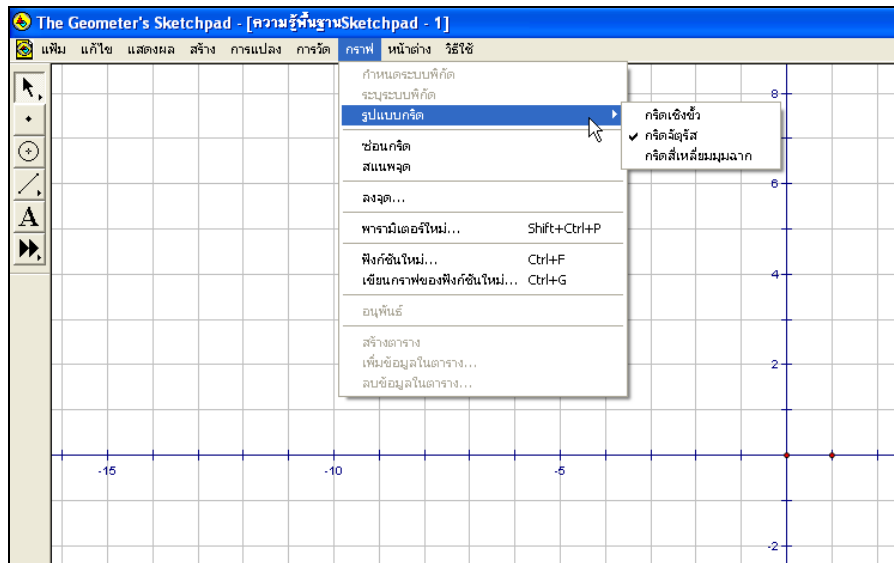 The Geometer's Sketchpad - [ความรู้พื้นฐานSketchpad - 1]
แฟ้ม แก้ไข แสดงผล สร้าง การแปลง การวัด กราฟ หน้าต่าง วิธีใช้
กำหนดระบบพิกัด
ระบุระบบพิกัด
รูปแบบกริด
ซ่อนกริด
สแนพจุด
ลงจุด...
พารามิเตอร์ใหม่... Shift+Ctrl+P
ฟังก์ชันใหม่... Ctrl+F
เขียนกราฟของฟังก์ชันใหม่... Ctrl+G
อนุพันธ์
สร้างตาราง
เพิ่มข้อมูลในตาราง...
ลบข้อมูลในตาราง...
กริดเชิงขั้ว
กริดจัตุรัส
กริดสี่เหลี่ยมมุมฉาก
A
8
6
4
2
-15 -10 -5
-2